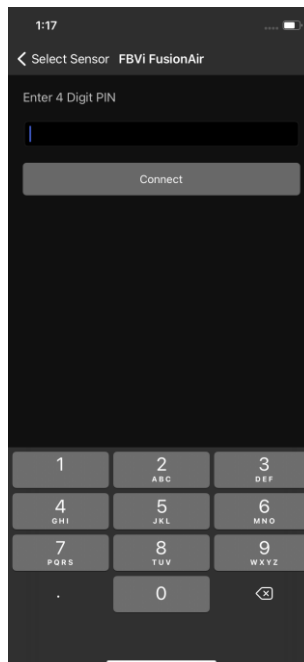 1:17
Select Sensor FBVi FusionAir
Enter 4 Digit PIN
Connect
1 2 3
ABC DEF
4 5 6
GHI JKL MNO
7 8 9
PQRS TUV WXYZ
. 0